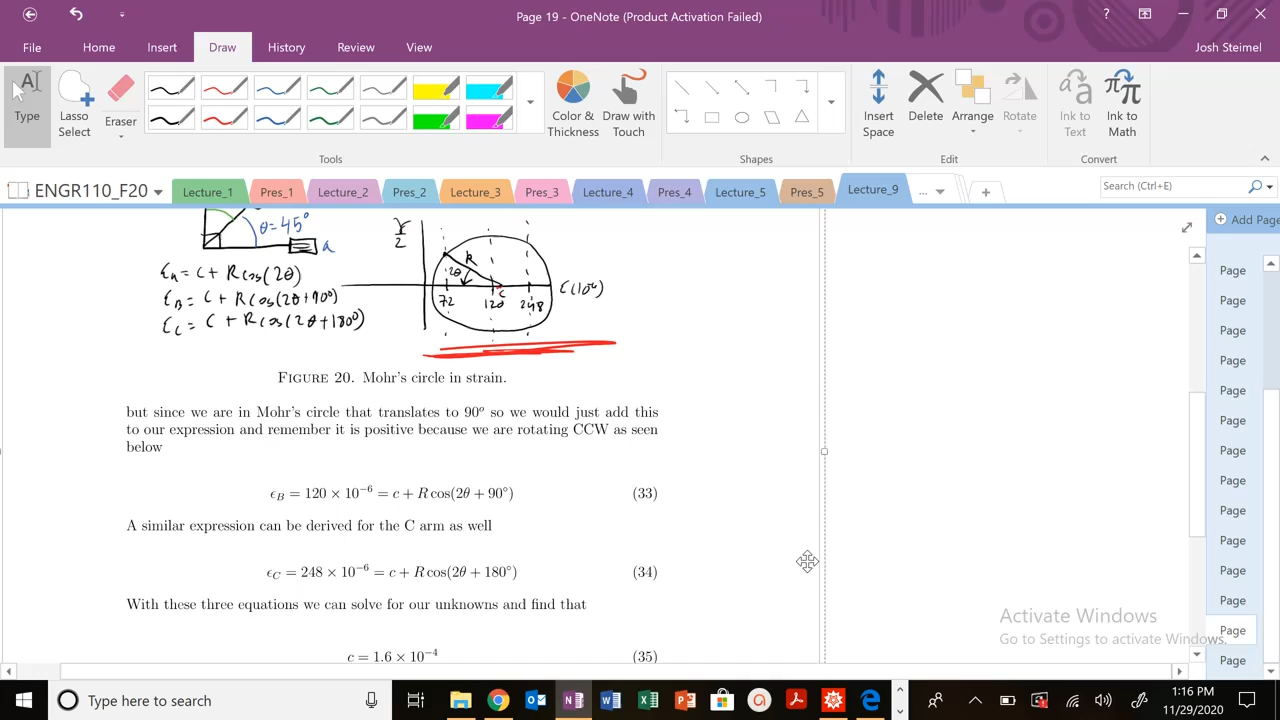 Page 19 - OneNote (Product Activation Failed)
?
File
Home
Insert
Draw
History
Review
View
Josh Steimel
Type
Lasso Select
Eraser
Color & Thickness
Draw with Touch
Insert Space
Delete
Arrange
Rotate
Ink to Text
Ink to Math
Tools
Shapes
Edit
Convert
ENGR110_F20
Lecture_1
Pres_1
Lecture_2
Pres_2
Lecture_3
Pres_3
Lecture_4
Pres_4
Lecture_5
Pres_5
Lecture_9
...
Search (Ctrl+E)
Add Page
Page
Page
Page
Page
Page
Page
Page
Page
Page
Page
Page
Page
Page
Page
θ=45°
a
ε_A = c + R cos(2θ)
ε_B = c + R cos(2θ+90°)
ε_C = c + R cos(2θ+180°)
γ/2
R
2θ
c
72
120
248
ε(10⁻⁶)
Figure 20. Mohr's circle in strain.
but since we are in Mohr's circle that translates to 90° so we would just add this
to our expression and remember it is positive because we are rotating CCW as seen
below
ϵ_B = 120 × 10⁻⁶ = c + R cos(2θ + 90°) (33)
A similar expression can be derived for the C arm as well
ϵ_C = 248 × 10⁻⁶ = c + R cos(2θ + 180°) (34)
With these three equations we can solve for our unknowns and find that
c = 1.6 × 10⁻⁴ (35)
Activate Windows
Go to Settings to activate Windows.
Type here to search
1:16 PM
11/29/2020